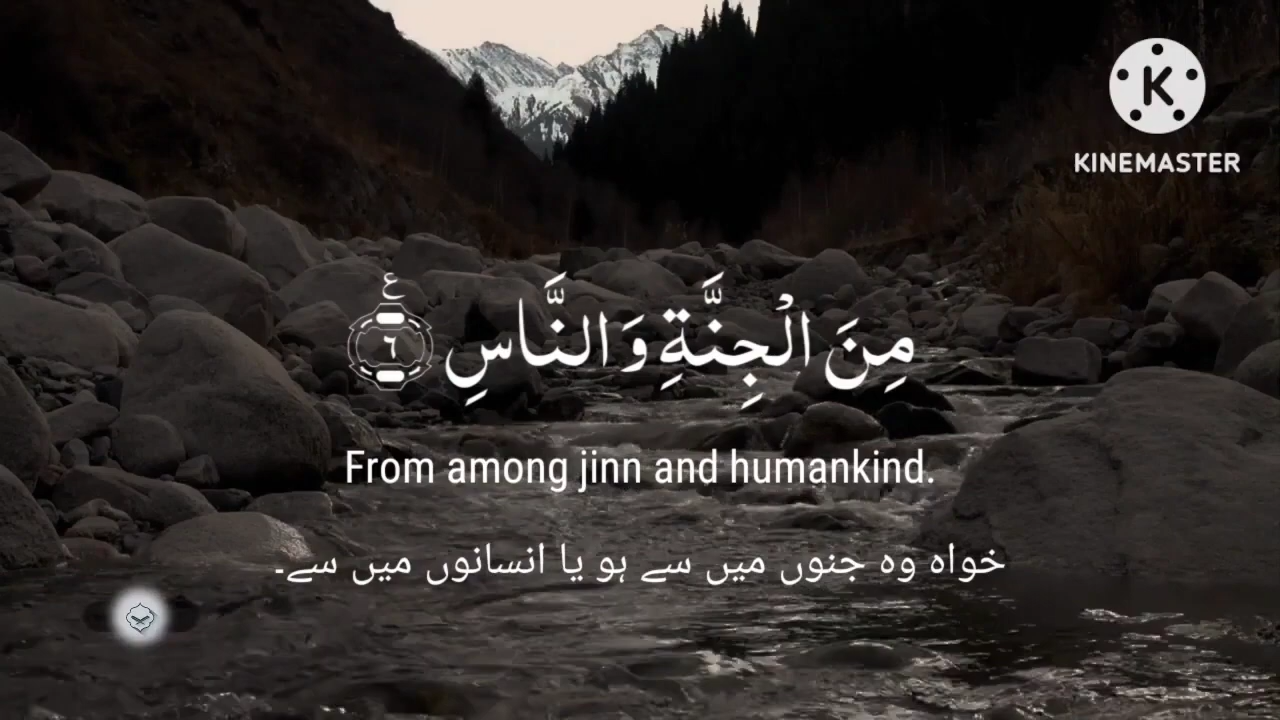 KINEMASTER
مِنَ الْجِنَّةِ وَالنَّاسِ ع ٦
From among jinn and humankind.
خواہ وہ جنوں میں سے ہو یا انسانوں میں سے۔